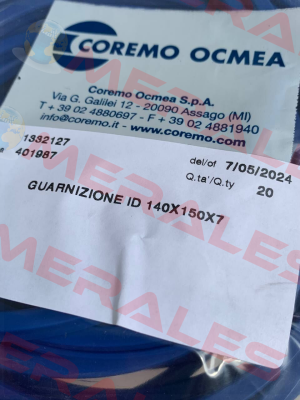 COREMO OCMEA
Coremo Ocmea S.p.A.
Via G. Galilei 12 - 20090 Assago (MI)
T + 39 02 4880697 - F + 39 02 4881940
info@coremo.it - www.coremo.com
1332127
401987
del/of 7/05/2024
Q.ta'/Q.ty 20
GUARNIZIONE ID 140X150X7
MERALES